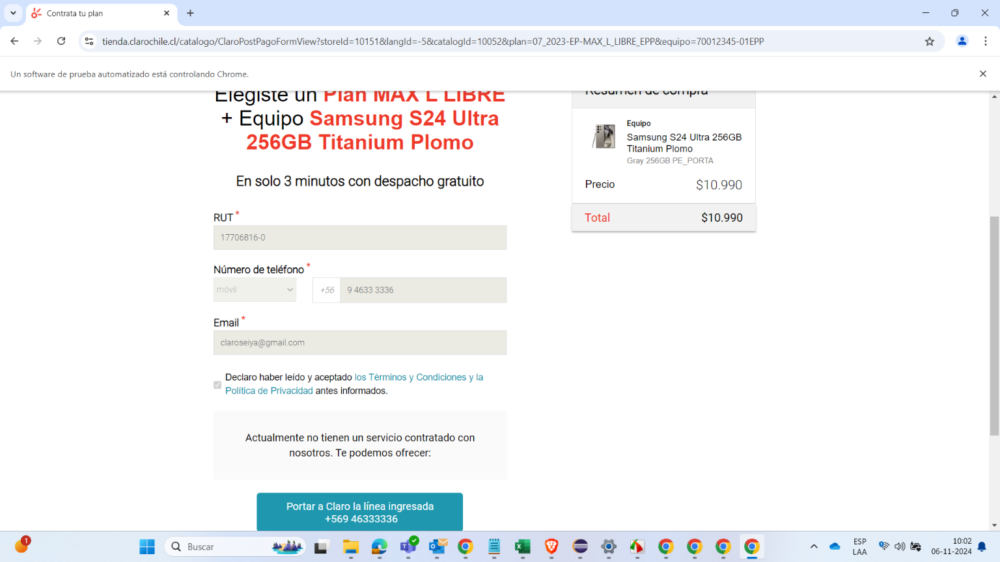 Contrata tu plan
tienda.clarochile.cl/catalogo/ClaroPostPagoFormView?storeId=10151&langId=-5&catalogId=10052&plan=07_2023-EP-MAX_L_LIBRE_EPP&equipo=70012345-01EPP
Un software de prueba automatizado está controlando Chrome.
Elegiste un Plan MAX L LIBRE
+ Equipo Samsung S24 Ultra
256GB Titanium Plomo
En solo 3 minutos con despacho gratuito
RUT *
17706816-0
Número de teléfono *
móvil
+56
9 4633 3336
Email *
claroseiya@gmail.com
Declaro haber leído y aceptado los Términos y Condiciones y la
Política de Privacidad antes informados.
Actualmente no tienen un servicio contratado con
nosotros. Te podemos ofrecer:
Portar a Claro la línea ingresada
+569 46333336
Resumen de compra
Equipo
Samsung S24 Ultra 256GB
Titanium Plomo
Gray 256GB PE_PORTA
Precio $10.990
Total $10.990
1
Buscar
ESP
LAA
10:02
06-11-2024